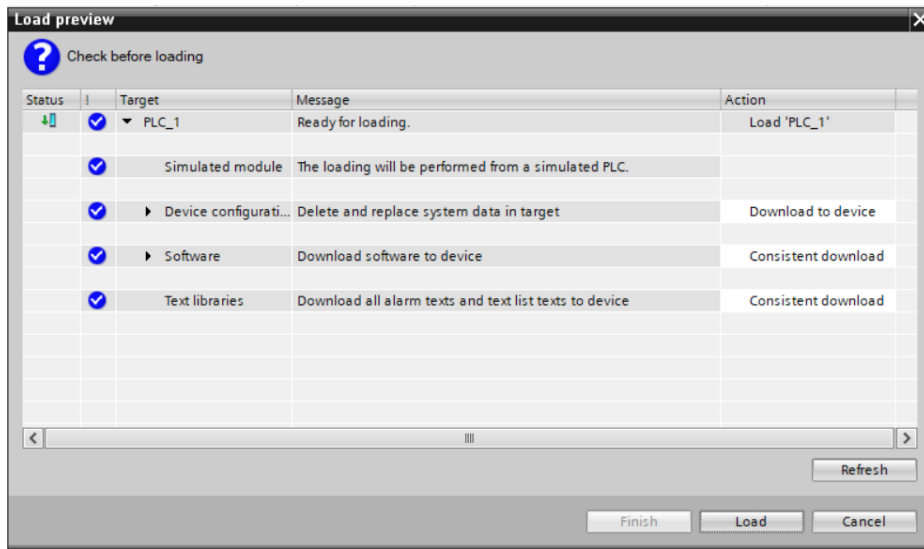 Load preview
Check before loading
Status ! Target Message Action
PLC_1 Ready for loading. Load 'PLC_1'
Simulated module The loading will be performed from a simulated PLC.
Device configurati... Delete and replace system data in target Download to device
Software Download software to device Consistent download
Text libraries Download all alarm texts and text list texts to device Consistent download
Refresh
Finish Load Cancel